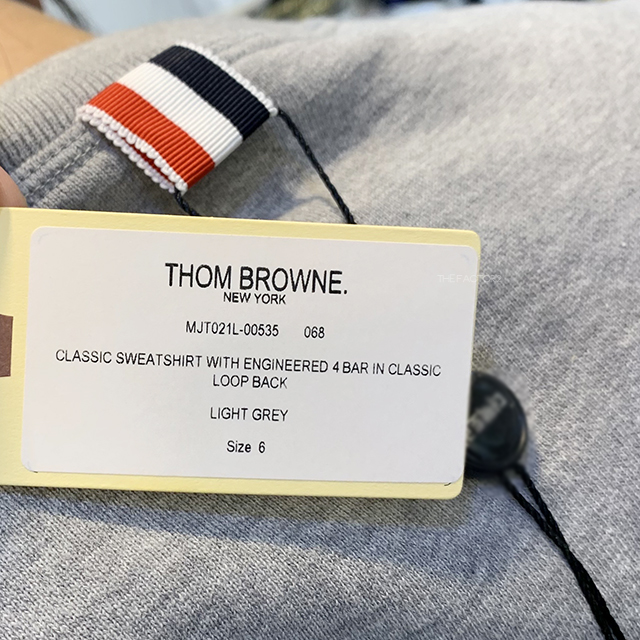 THOM BROWNE.
NEW YORK
MJT021L-00535 068
CLASSIC SWEATSHIRT WITH ENGINEERED 4 BAR IN CLASSIC
LOOP BACK
LIGHT GREY
Size 6